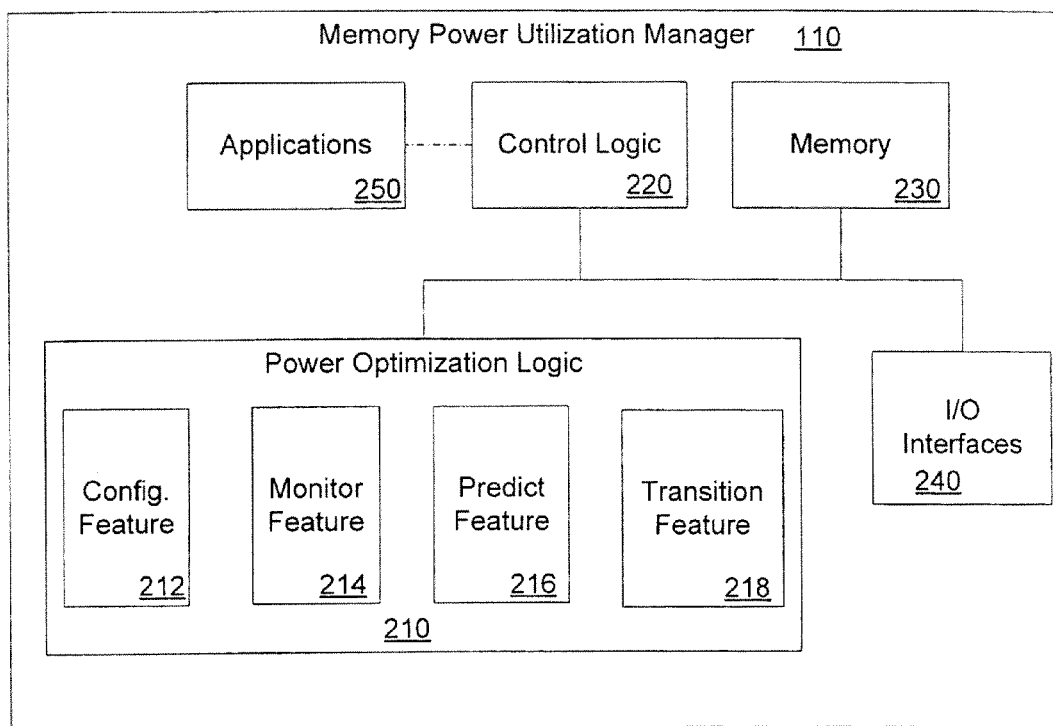 Memory Power Utilization Manager 110
Applications
250
Control Logic
220
Memory
230
Power Optimization Logic
Config.
Feature
212
Monitor
Feature
214
Predict
Feature
216
Transition
Feature
218
210
I/O
Interfaces
240